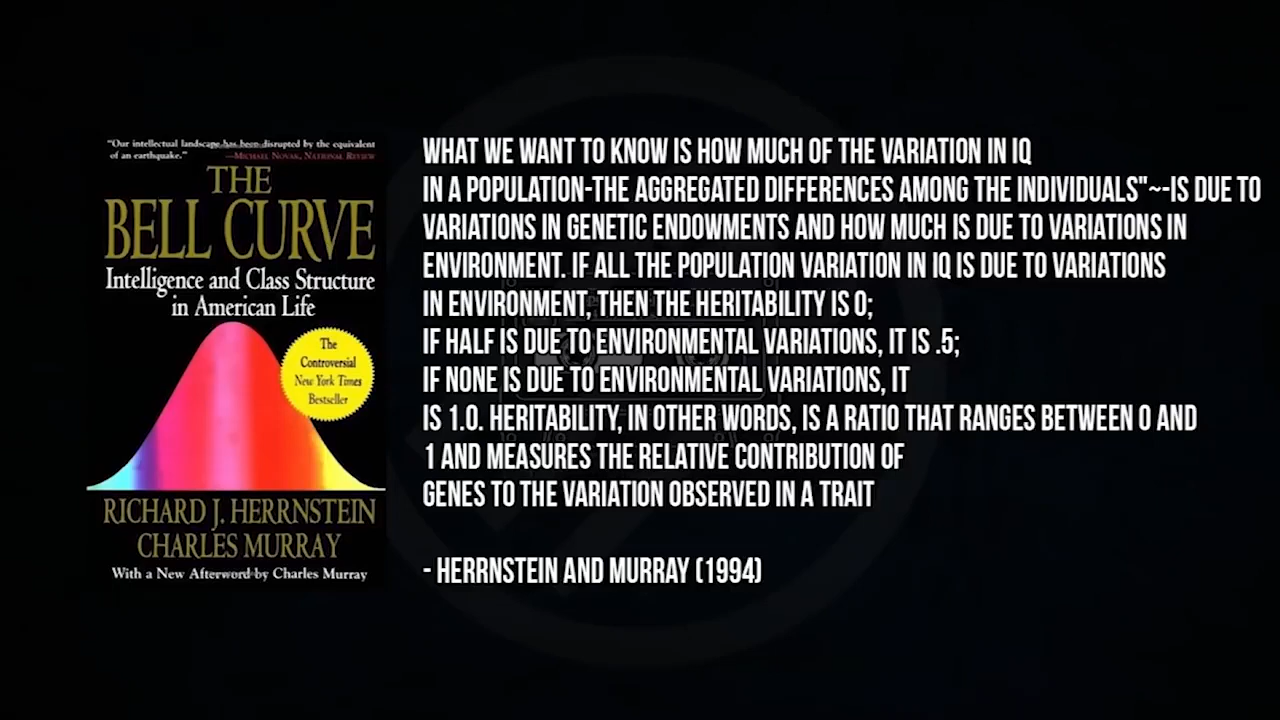 "Our intellectual landscape has been disrupted by the equivalent
of an earthquake."
—MICHAEL NOVAK, NATIONAL REVIEW
THE
BELL CURVE
Intelligence and Class Structure
in American Life
The
Controversial
New York Times
Bestseller
RICHARD J. HERRNSTEIN
CHARLES MURRAY
With a New Afterword by Charles Murray
WHAT WE WANT TO KNOW IS HOW MUCH OF THE VARIATION IN IQ
IN A POPULATION-THE AGGREGATED DIFFERENCES AMONG THE INDIVIDUALS"~-IS DUE TO
VARIATIONS IN GENETIC ENDOWMENTS AND HOW MUCH IS DUE TO VARIATIONS IN
ENVIRONMENT. IF ALL THE POPULATION VARIATION IN IQ IS DUE TO VARIATIONS
IN ENVIRONMENT, THEN THE HERITABILITY IS 0;
IF HALF IS DUE TO ENVIRONMENTAL VARIATIONS, IT IS .5;
IF NONE IS DUE TO ENVIRONMENTAL VARIATIONS, IT
IS 1.0. HERITABILITY, IN OTHER WORDS, IS A RATIO THAT RANGES BETWEEN 0 AND
1 AND MEASURES THE RELATIVE CONTRIBUTION OF
GENES TO THE VARIATION OBSERVED IN A TRAIT
- HERRNSTEIN AND MURRAY (1994)